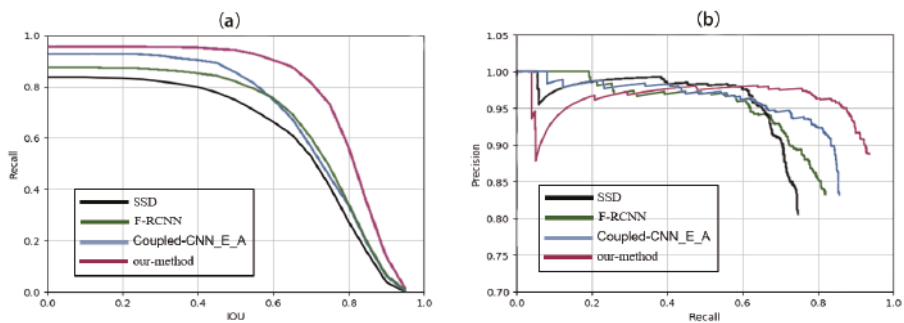 (a)
1.0
0.8
0.6
0.4
0.2
0.0
Recall
0.0 0.2 0.4 0.6 0.8 1.0
IOU
SSD
F-RCNN
Coupled-CNN_E_A
our-method
(b)
1.05
1.00
0.95
0.90
0.85
0.80
0.75
0.70
Precision
0.0 0.2 0.4 0.6 0.8 1.0
Recall
SSD
F-RCNN
Coupled-CNN_E_A
our-method